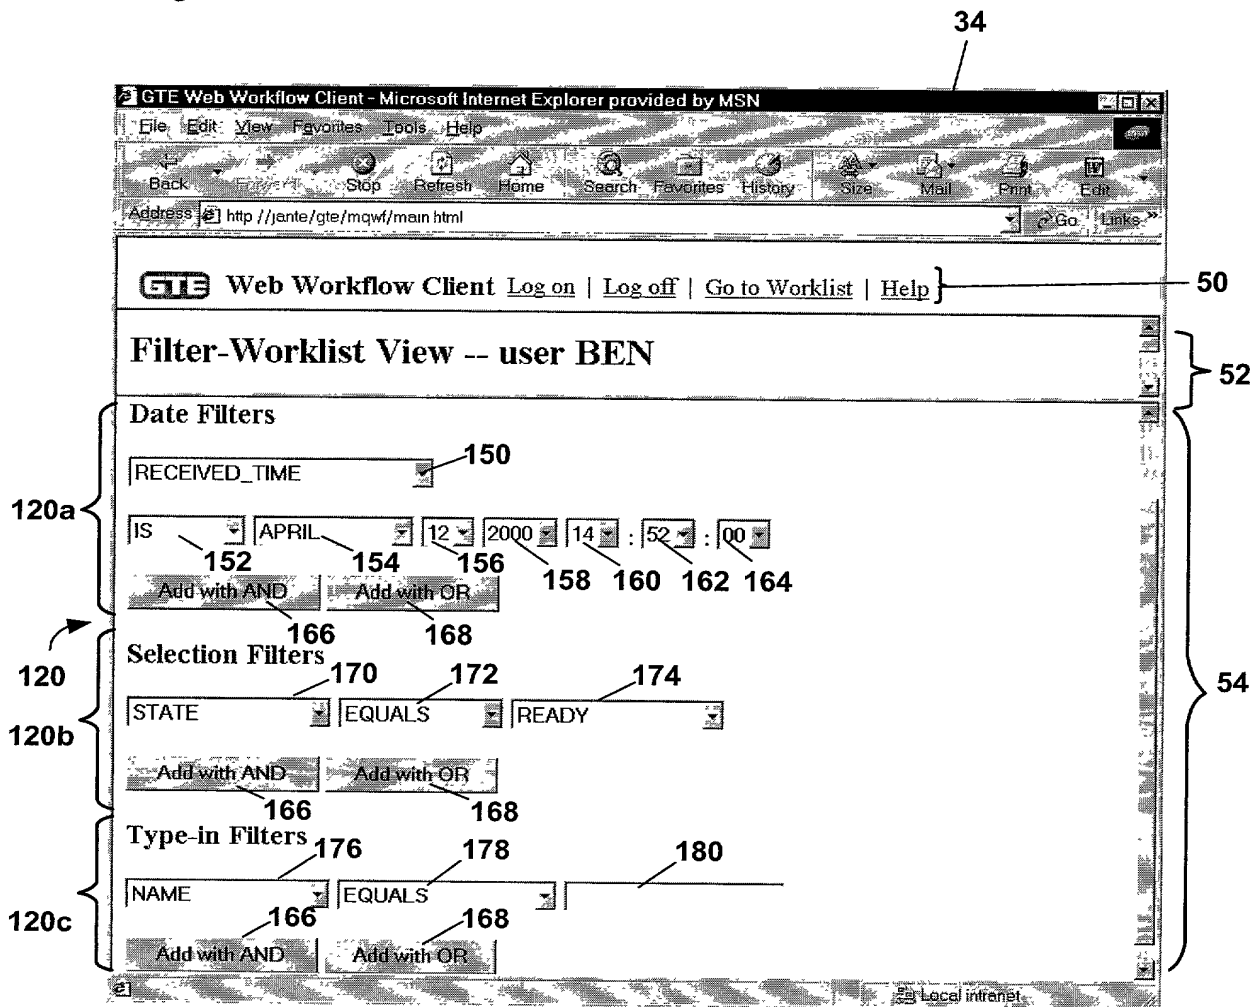 34
GTE Web Workflow Client - Microsoft Internet Explorer provided by MSN
File Edit View Favorites Tools Help
Back Forward Stop Refresh Home Search Favorites History Size Mail Print Edit
Address http //jante/gte/mqwf/main html Go Links »
GTE Web Workflow Client Log on | Log off | Go to Worklist | Help 50
Filter-Worklist View -- user BEN
52
Date Filters
RECEIVED_TIME 150
120a
IS APRIL 12 2000 14 : 52 : 00
152 154 156 158 160 162 164
Add with AND Add with OR
166 168
120
Selection Filters
170 172 174
54
STATE EQUALS READY
120b
Add with AND Add with OR
166 168
Type-in Filters
176 178 180
NAME EQUALS
120c
166 168
Add with AND Add with OR
Local intranet